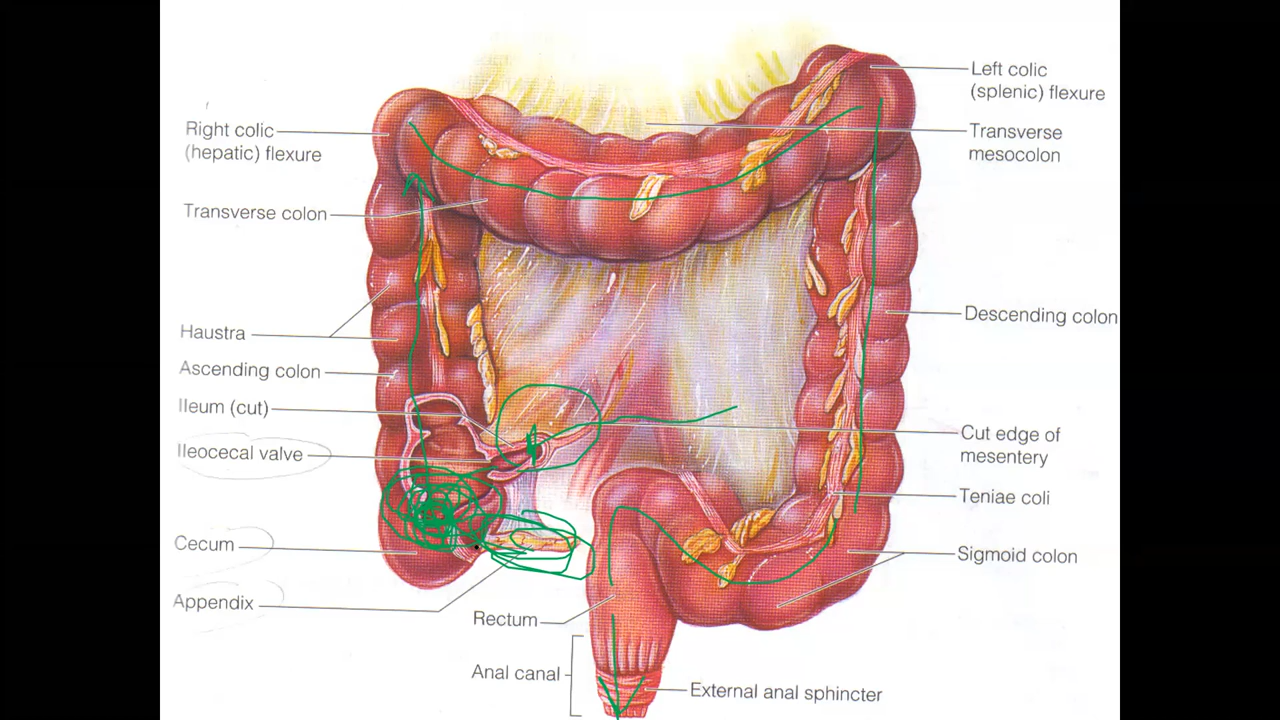 Left colic
(splenic) flexure
Right colic
(hepatic) flexure
Transverse
mesocolon
Transverse colon
Descending colon
Haustra
Ascending colon
Ileum (cut)
Cut edge of
mesentery
Ileocecal valve
Teniae coli
Cecum
Sigmoid colon
Appendix
Rectum
Anal canal
External anal sphincter